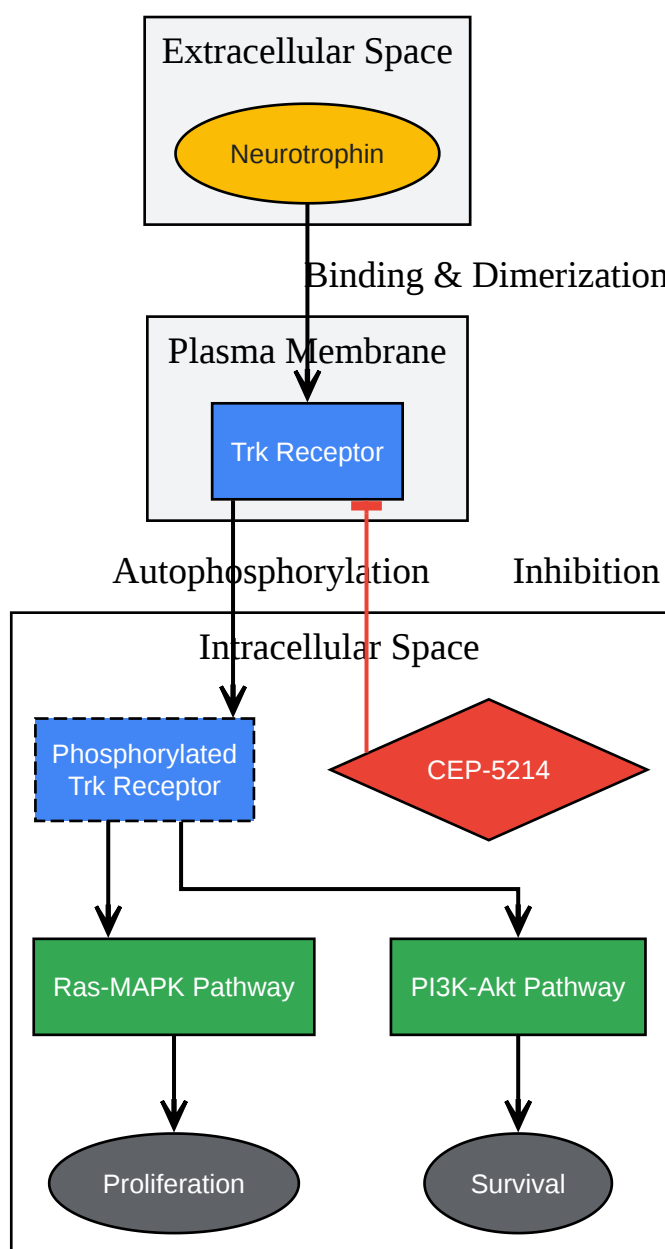 Extracellular Space
Neurotrophin
Binding & Dimerization
Plasma Membrane
Trk Receptor
Autophosphorylation
Inhibition
Intracellular Space
Phosphorylated
Trk Receptor
CEP-5214
Ras-MAPK Pathway
PI3K-Akt Pathway
Proliferation
Survival